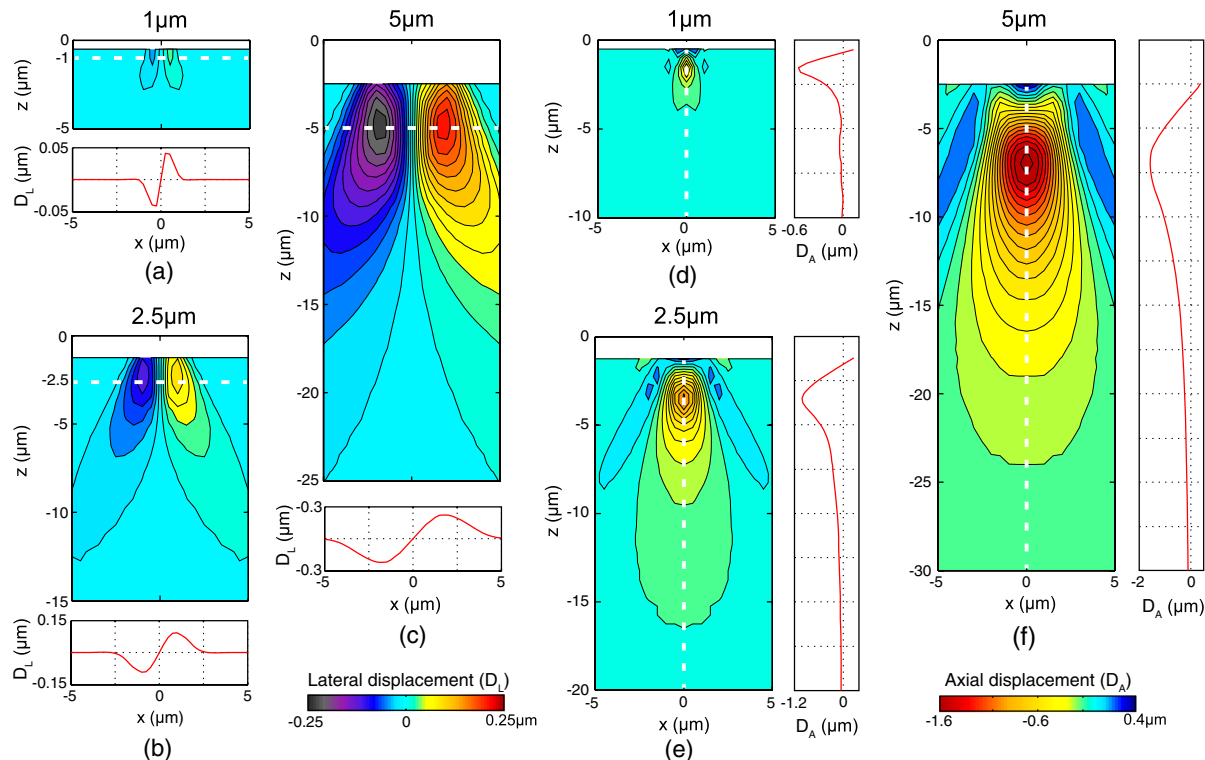 1µm
0
-1
-5
z (µm)
0.05
-0.05
D_L (µm)
-5
0
5
x (µm)
(a)
2.5µm
0
-2.5
-5
-10
-15
z (µm)
0.15
-0.15
D_L (µm)
-5
0
5
x (µm)
(b)
5µm
0
-5
-10
-15
-20
-25
z (µm)
-0.3
-0.3
D_L (µm)
-5
0
5
x (µm)
(c)
Lateral displacement (D_L)
-0.25
0
0.25µm
1µm
0
-5
-10
z (µm)
-5
0
5
x (µm)
-0.6
0
D_A (µm)
(d)
2.5µm
0
-5
-10
-15
-20
z (µm)
-5
0
5
x (µm)
-1.2
0
D_A (µm)
(e)
5µm
0
-5
-10
-15
-20
-25
-30
z (µm)
-5
0
5
x (µm)
-2
0
D_A (µm)
(f)
Axial displacement (D_A)
-1.6
-0.6
0.4µm